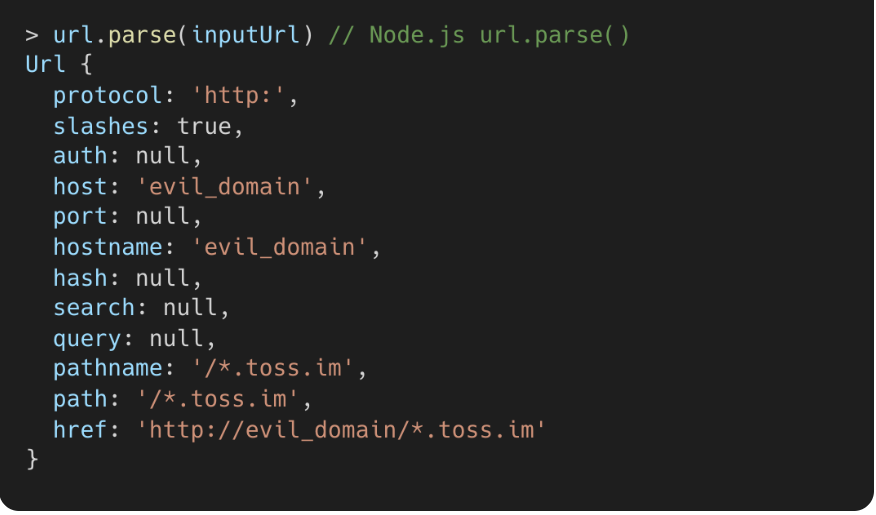 > url.parse(inputUrl) // Node.js url.parse()
Url {
  protocol: 'http:',
  slashes: true,
  auth: null,
  host: 'evil_domain',
  port: null,
  hostname: 'evil_domain',
  hash: null,
  search: null,
  query: null,
  pathname: '/*.toss.im',
  path: '/*.toss.im',
  href: 'http://evil_domain/*.toss.im'
}